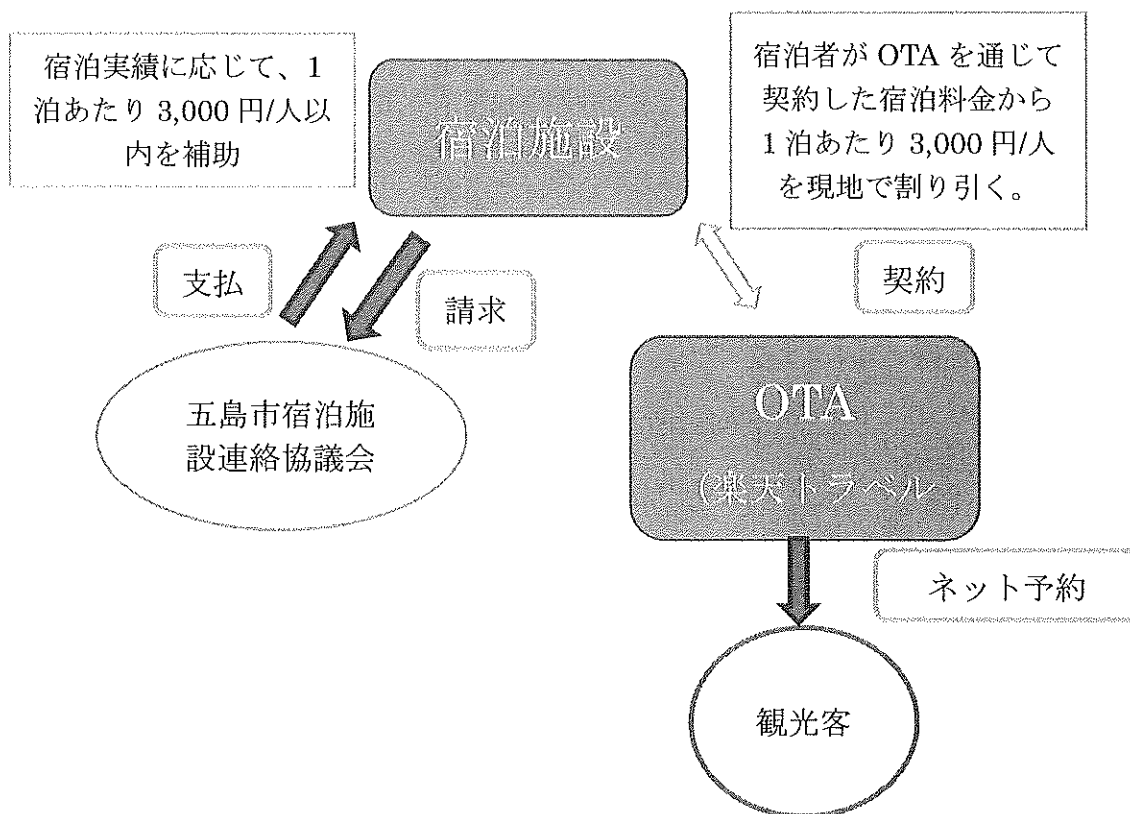 宿泊実績に応じて、1
泊あたり 3,000 円/人以
内を補助
宿泊施設
宿泊者が OTA を通じて
契約した宿泊料金から
1 泊あたり 3,000 円/人
を現地で割り引く。
支払
請求
契約
五島市宿泊施
設連絡協議会
OTA
(楽天トラベル
ネット予約
観光客